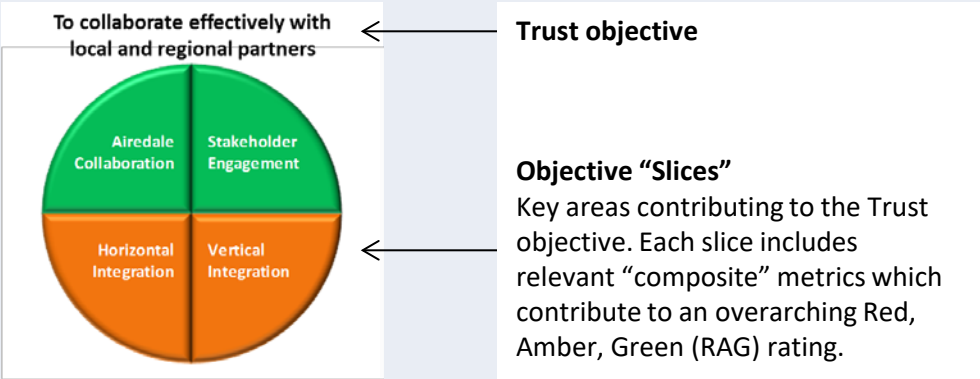 To collaborate effectively with
local and regional partners
Airedale
Collaboration
Stakeholder
Engagement
Horizontal
Integration
Vertical
Integration
Trust objective
Objective “Slices”
Key areas contributing to the Trust
objective. Each slice includes
relevant “composite” metrics which
contribute to an overarching Red,
Amber, Green (RAG) rating.